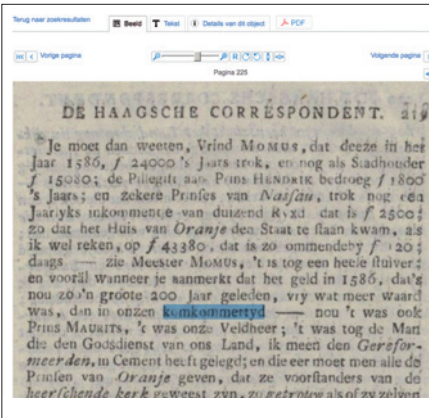 Terug naar zoekresultaten
Beeld
Tekst
Details van dit object
PDF
Vorige pagina
Volgende pagina
Pagina 225
DE HAAGSCHE CORRESPONDENT. 219
Je moet dan weeten, Vrind MOMUS, dat deeze in het
Jaar 1586, ƒ 24000 's Jaars trok, en nog als Stadhouder
ƒ 15080; de Pillegift aan Prins HENDRIK bedroeg ƒ 1800
's Jaars; en zekere Prinses van Nassau, trok nog een
Jaarlyks inkommentje van duizend Ryxd. dat is ƒ 2500:
zo dat het Huis van Oranje den Staat te staan kwam, als
ik wel reken, op ƒ 43380, dat is zo ommendeby ƒ 120:
daags — zie Meester MOMUS, 't is tog een heele stuiver:
en vooräl wanneer je aanmerkt dat het geld in 1586, dat's
nou zo'n groote 200 Jaar geleden, vry wat meer waard
was, dan in onzen komkommertyd — nou 't was ook
Prins MAURITS, 't was onze Veldheer; 't was tog de Man
die den Godsdienst van ons Land, ik meen den Gerefor-
meerden, in Cement heeft gelegd; en die eer moet men alle de
Prinsen van Oranje geven, dat ze voorstanders van de
heerschende kerk geweest zyn, zo getrouw als of zy zelven